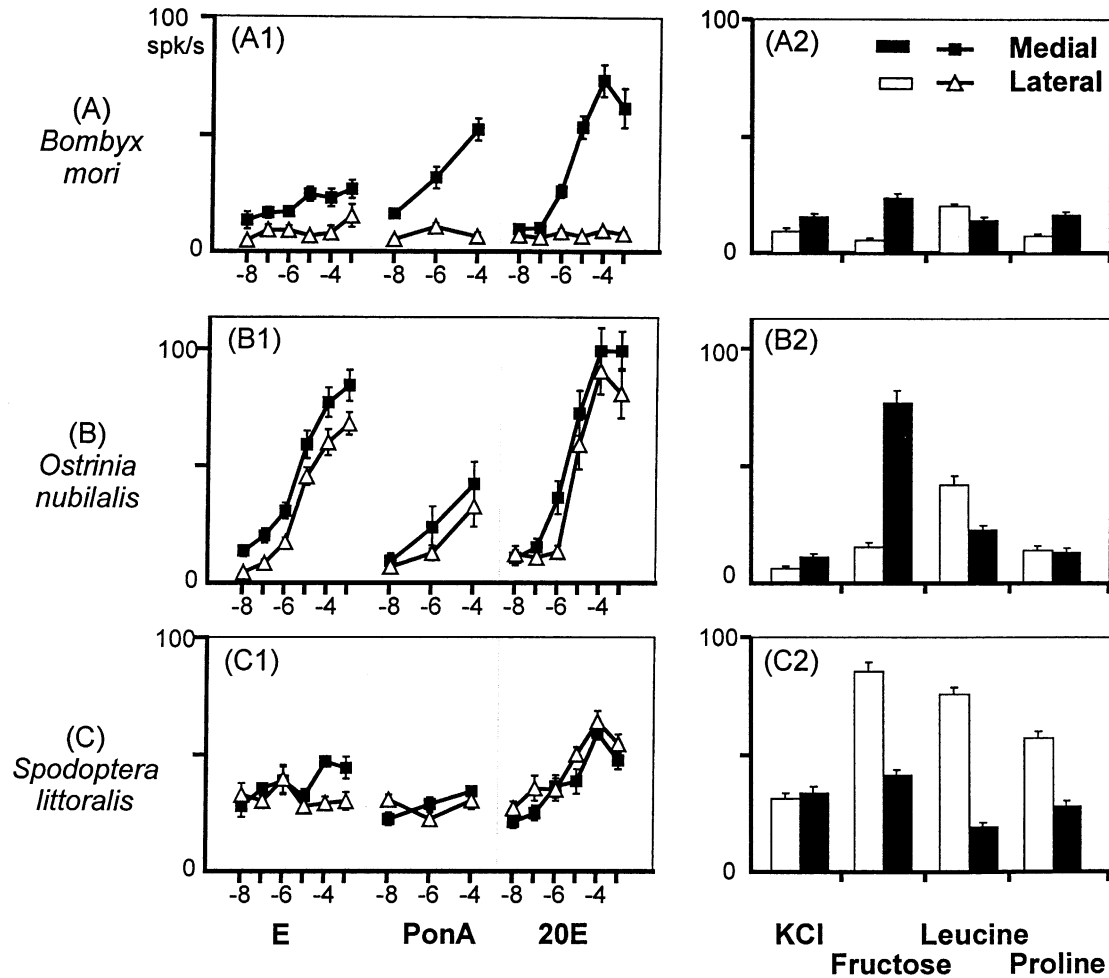 100
spk/s
(A1)
50
0
-8
-6
-4
-8
-6
-4
-8
-6
-4
(A)
Bombyx
mori
100
(A2)
Medial
Lateral
0
100
(B1)
0
-8
-6
-4
-8
-6
-4
-8
-6
-4
(B)
Ostrinia
nubilalis
100
(B2)
0
100
(C1)
0
-8
-6
-4
-8
-6
-4
-8
-6
-4
(C)
Spodoptera
littoralis
E
PonA
20E
100
(C2)
0
KCl
Leucine
Fructose
Proline